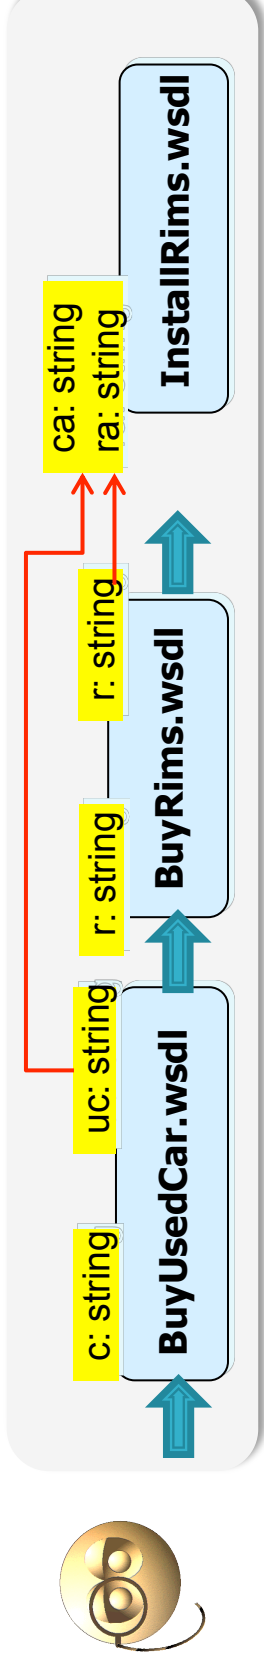 c: string
uc: string
BuyUsedCar.wsdl
r: string
r: string
BuyRims.wsdl
ca: string
ra: string
InstallRims.wsdl